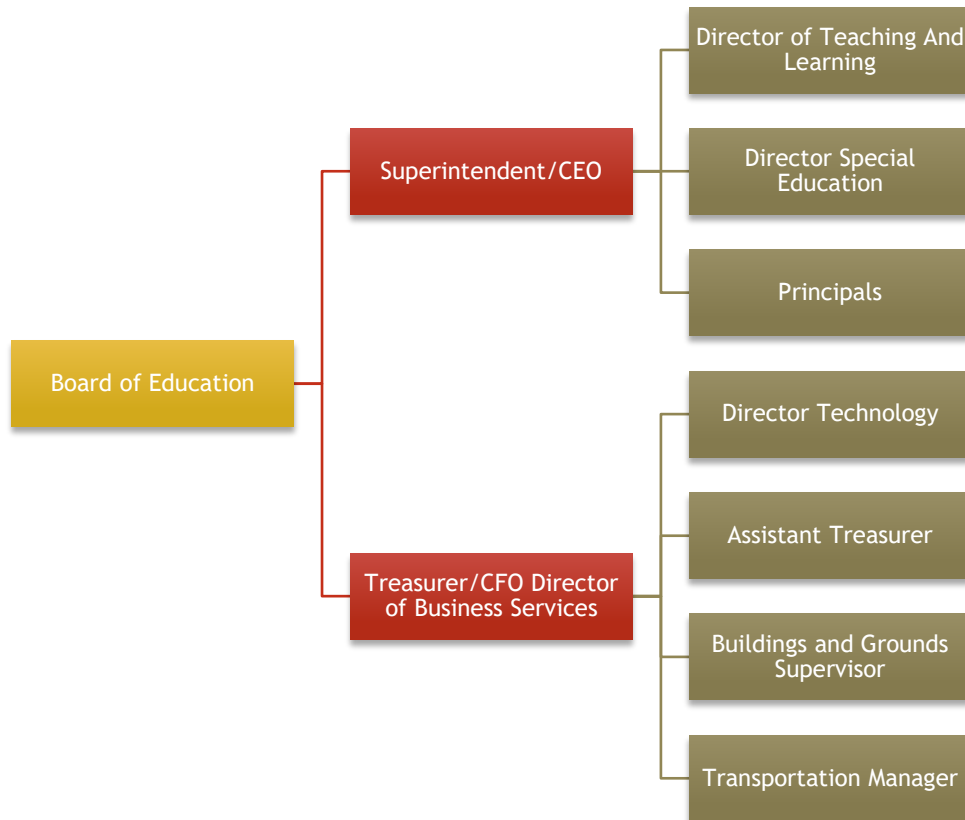 Director of Teaching And
Learning
Superintendent/CEO
Director Special
Education
Principals
Board of Education
Director Technology
Assistant Treasurer
Treasurer/CFO Director
of Business Services
Buildings and Grounds
Supervisor
Transportation Manager